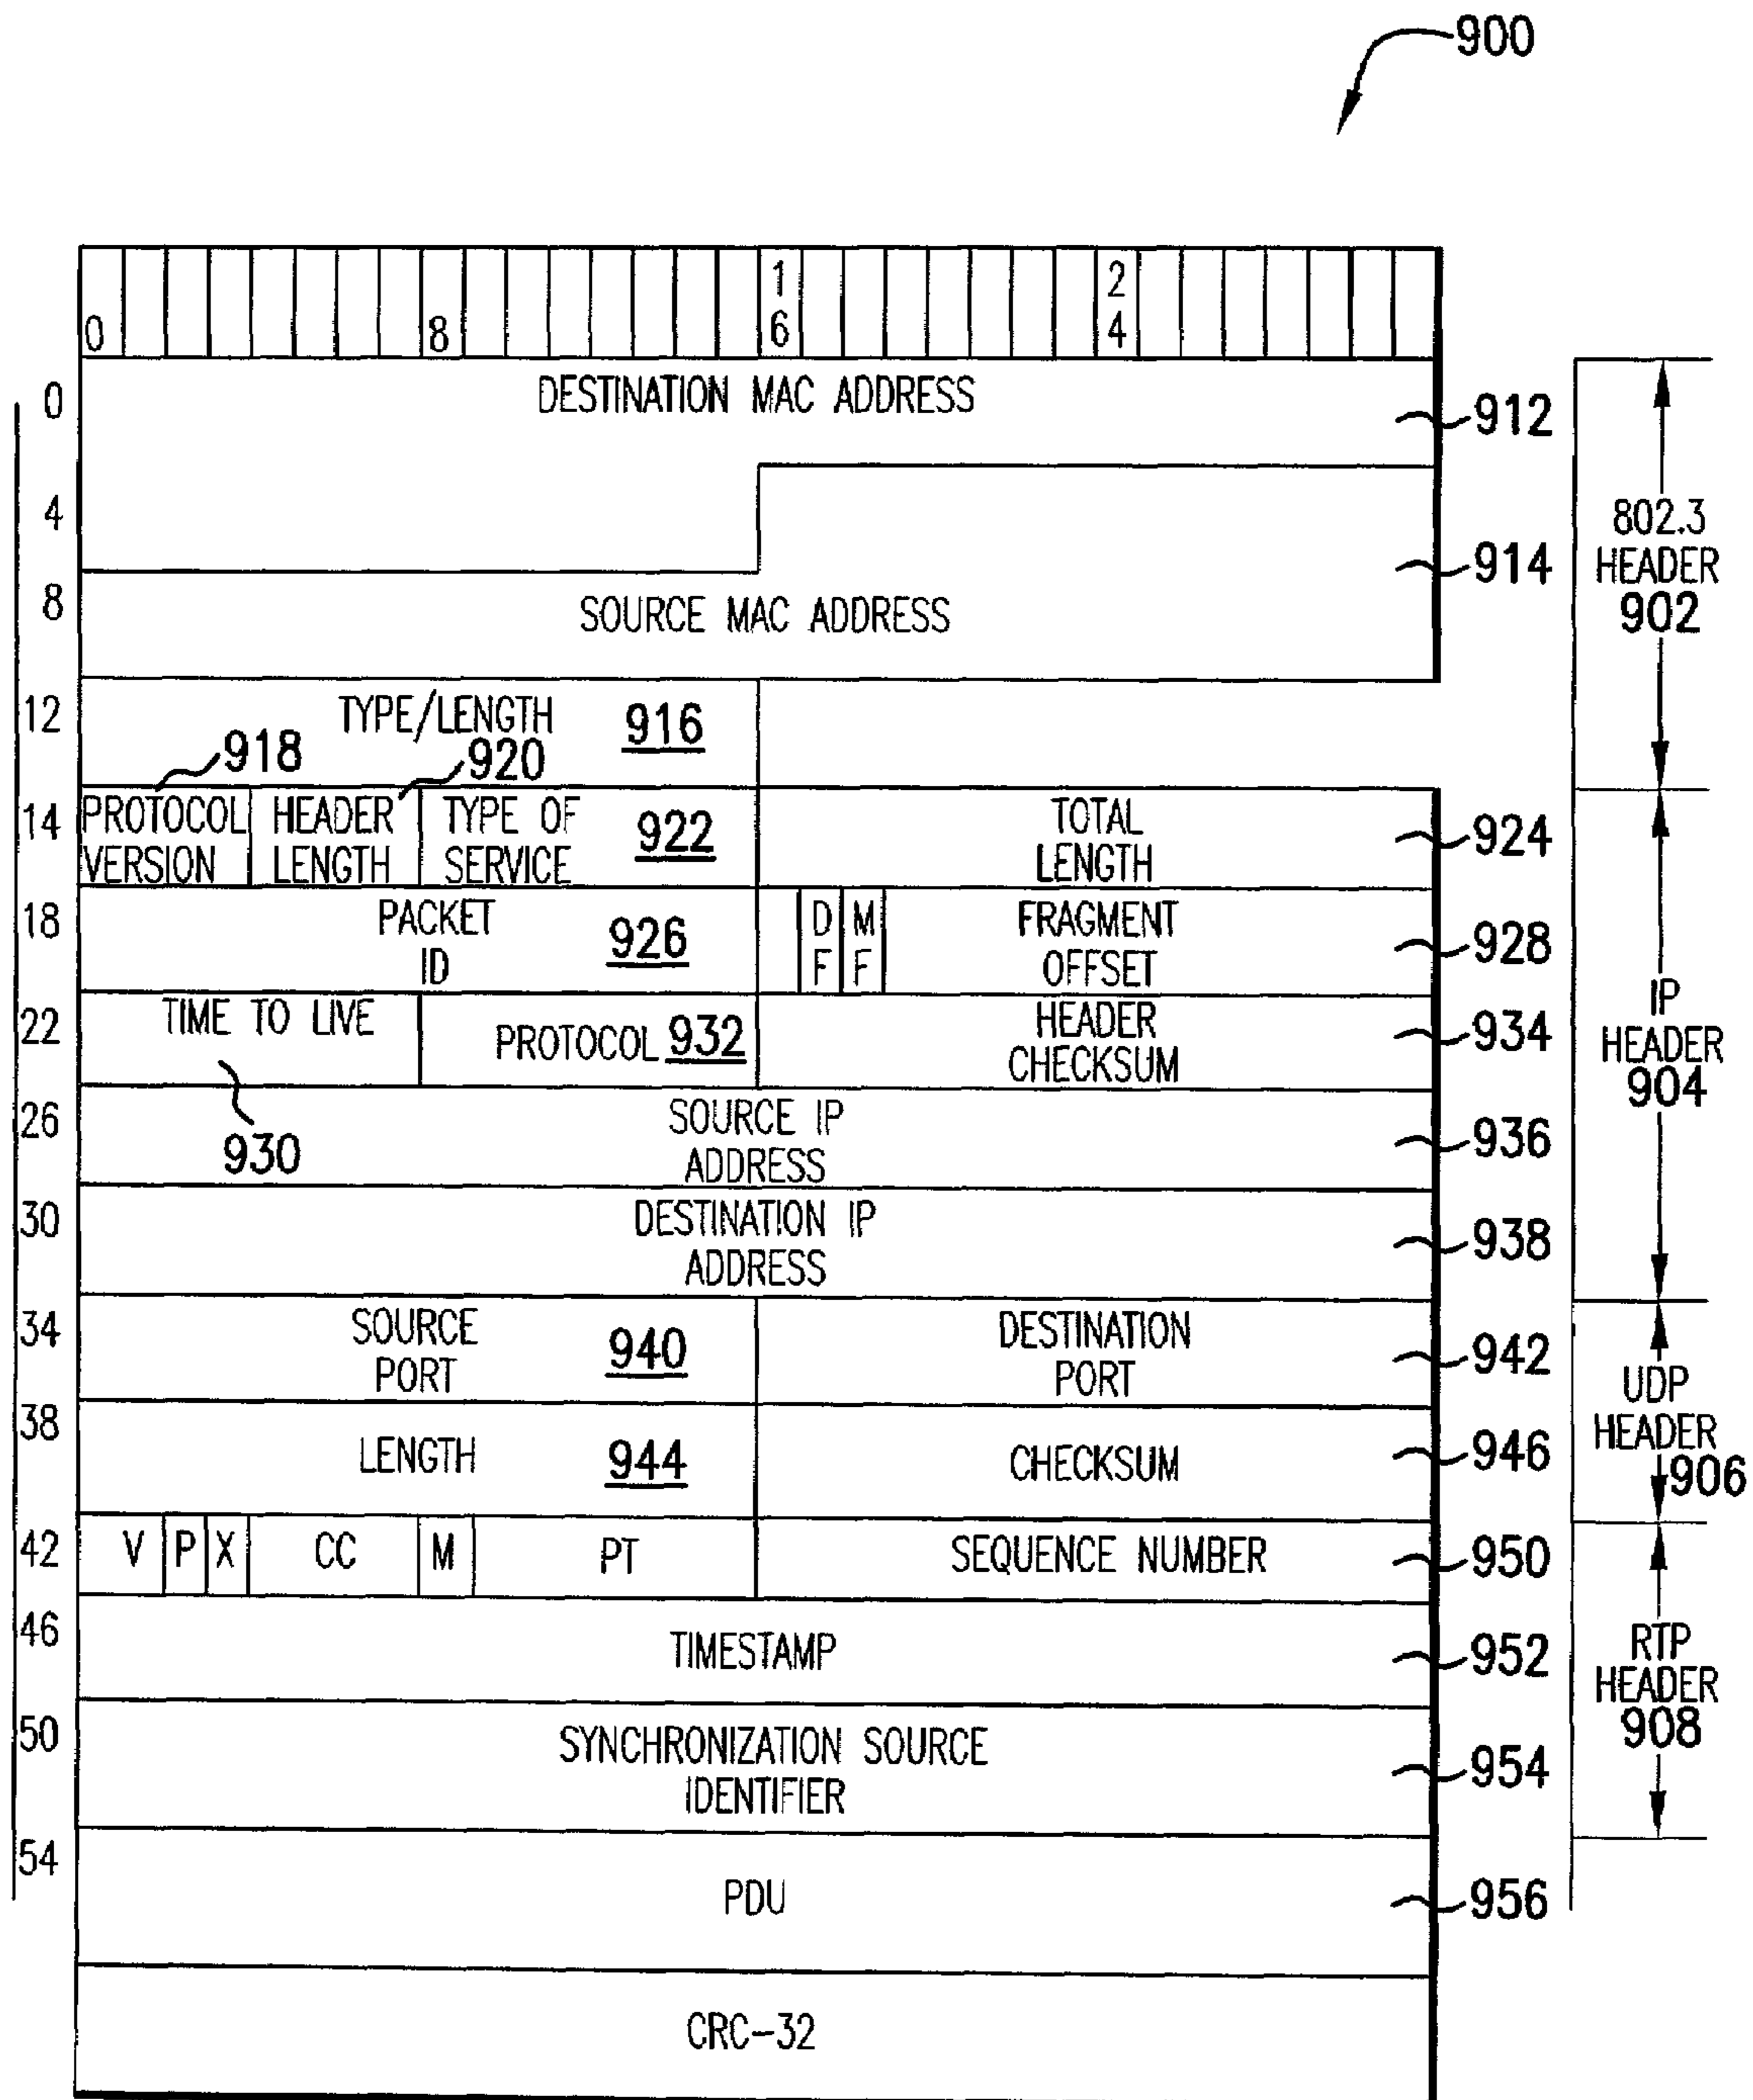 900
0 8 16 24
0 DESTINATION MAC ADDRESS 912
4
914
8 SOURCE MAC ADDRESS
802.3
HEADER
902
12 TYPE/LENGTH 916
918 920
14 PROTOCOL VERSION HEADER LENGTH TYPE OF SERVICE 922 TOTAL LENGTH 924
18 PACKET ID 926 DF MF FRAGMENT OFFSET 928
22 TIME TO LIVE PROTOCOL 932 HEADER CHECKSUM 934
930
26 SOURCE IP ADDRESS 936
30 DESTINATION IP ADDRESS 938
IP
HEADER
904
34 SOURCE PORT 940 DESTINATION PORT 942
38 LENGTH 944 CHECKSUM 946
UDP
HEADER
906
42 V P X CC M PT SEQUENCE NUMBER 950
46 TIMESTAMP 952
50 SYNCHRONIZATION SOURCE IDENTIFIER 954
RTP
HEADER
908
54 PDU 956
CRC-32